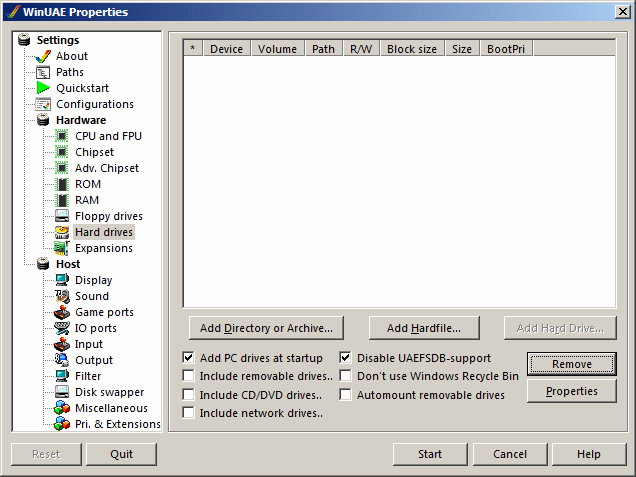 WinUAE Properties
Settings
About
Paths
Quickstart
Configurations
Hardware
CPU and FPU
Chipset
Adv. Chipset
ROM
RAM
Floppy drives
Hard drives
Expansions
Host
Display
Sound
Game ports
IO ports
Input
Output
Filter
Disk swapper
Miscellaneous
Pri. & Extensions
* Device Volume Path R/W Block size Size BootPri
Add Directory or Archive... Add Hardfile... Add Hard Drive...
Add PC drives at startup Disable UAEFSDB-support Remove
Include removable drives.. Don't use Windows Recycle Bin
Include CD/DVD drives.. Automount removable drives Properties
Include network drives..
Reset Quit Start Cancel Help